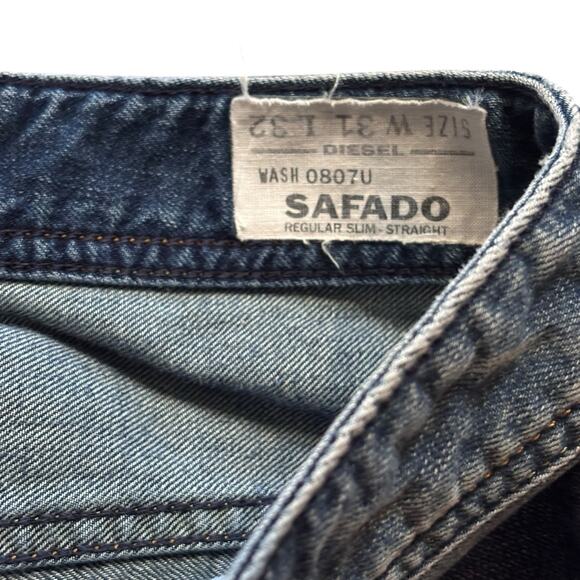 SIZE W 31 L 32
DIESEL
WASH 0807U
SAFADO
REGULAR SLIM - STRAIGHT